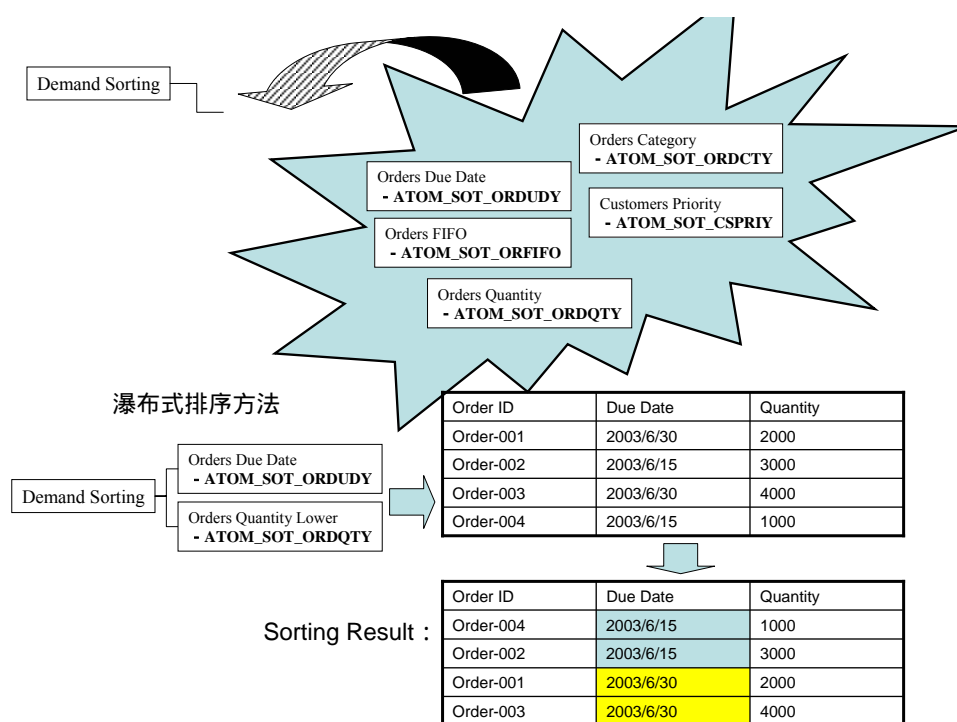 Demand Sorting
Orders Category
- ATOM_SOT_ORDCTY
Orders Due Date
- ATOM_SOT_ORDUDY
Customers Priority
- ATOM_SOT_CSPRIY
Orders FIFO
- ATOM_SOT_ORFIFO
Orders Quantity
- ATOM_SOT_ORDQTY
瀑布式排序方法
Demand Sorting
Orders Due Date
- ATOM_SOT_ORDUDY
Orders Quantity Lower
- ATOM_SOT_ORDQTY
Order ID Due Date Quantity
Order-001 2003/6/30 2000
Order-002 2003/6/15 3000
Order-003 2003/6/30 4000
Order-004 2003/6/15 1000
Sorting Result：
Order ID Due Date Quantity
Order-004 2003/6/15 1000
Order-002 2003/6/15 3000
Order-001 2003/6/30 2000
Order-003 2003/6/30 4000